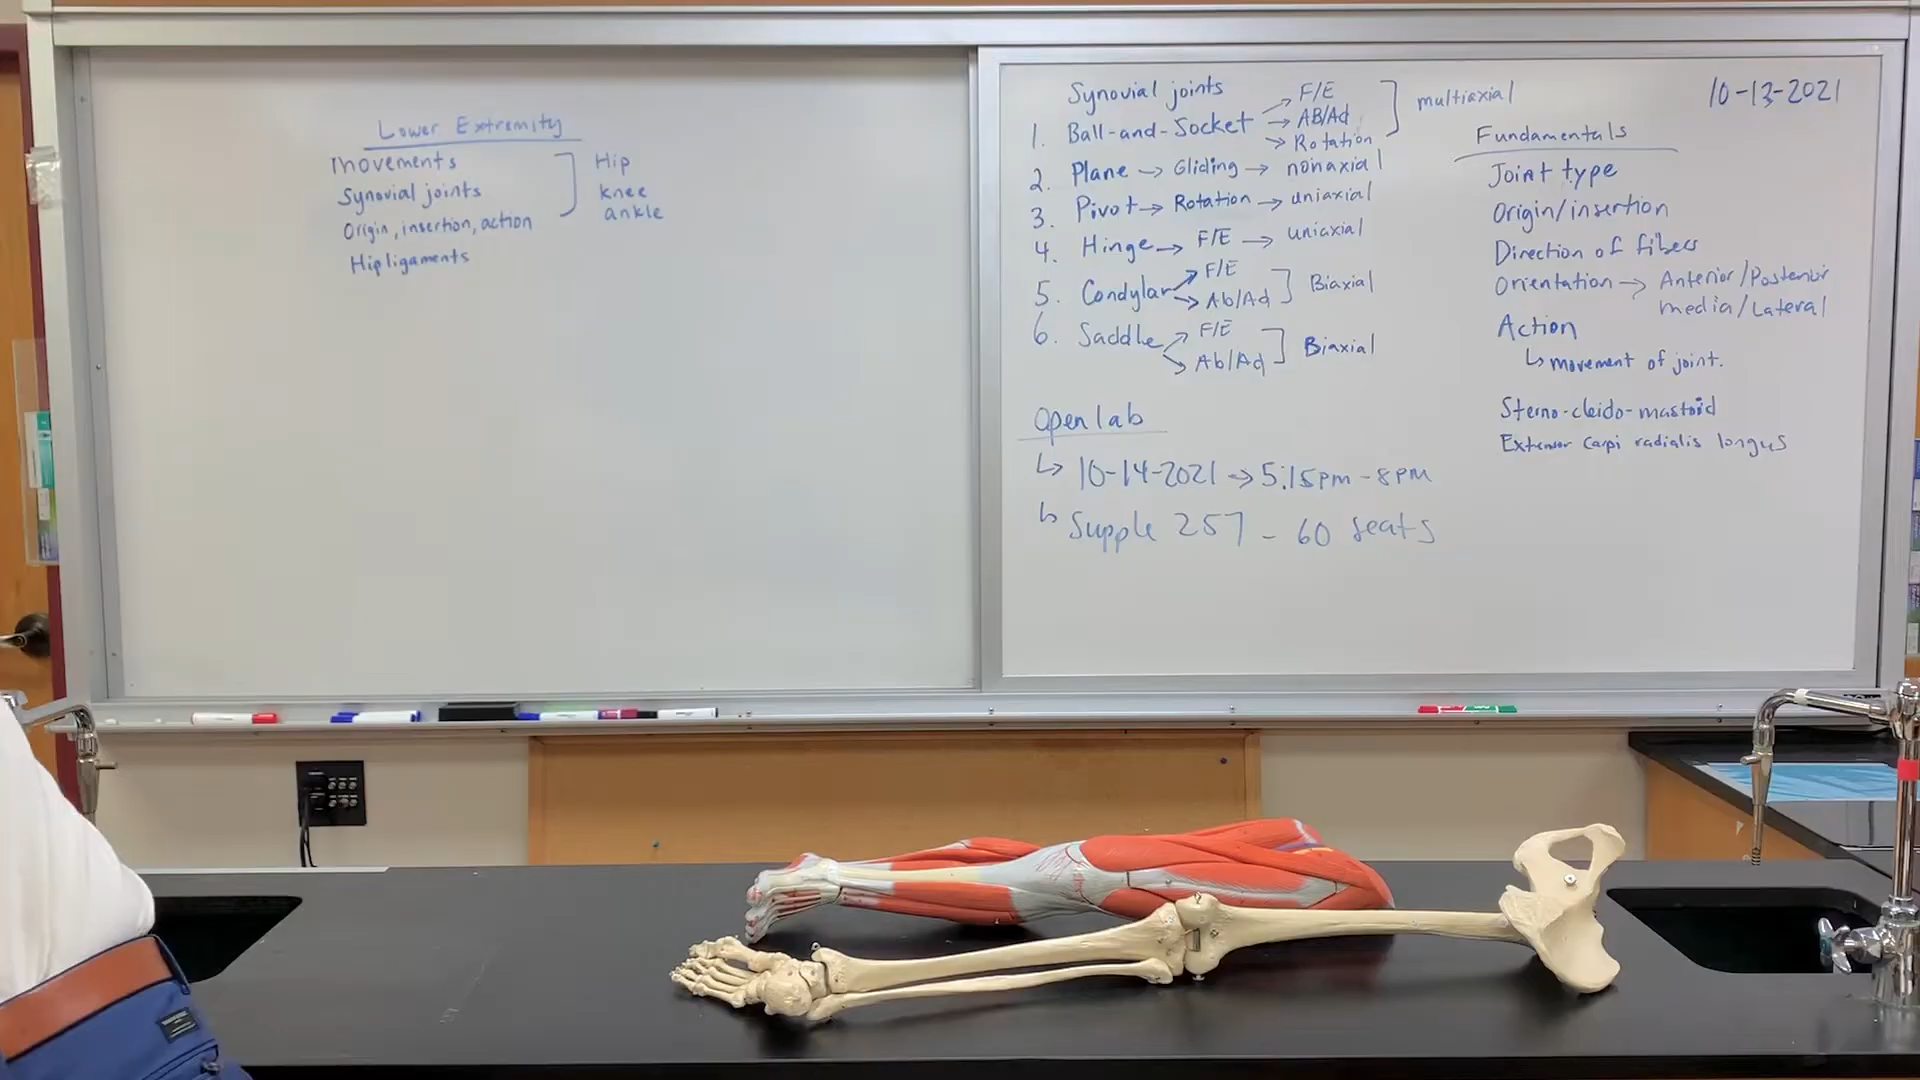 Lower Extremity
movements
Synovial joints
Origin, insertion, action
Hip ligaments
Hip
knee
ankle
Synovial joints
1. Ball-and-Socket → F/E
→ AB/Ad
→ Rotation
] multiaxial
2. Plane → Gliding → nonaxial
3. Pivot → Rotation → uniaxial
4. Hinge → F/E → uniaxial
5. Condylar → F/E
→ Ab/Ad
] Biaxial
6. Saddle → F/E
→ Ab/Ad
] Biaxial
Open lab
↳ 10-14-2021 → 5:15pm - 8pm
↳ Supple 257 - 60 seats
10-13-2021
Fundamentals
Joint type
Origin/insertion
Direction of fibers
Orientation → Anterior/Posterior
media/Lateral
Action
↳ movement of joint.
Sterno-cleido-mastoid
Extensor Carpi radialis longus